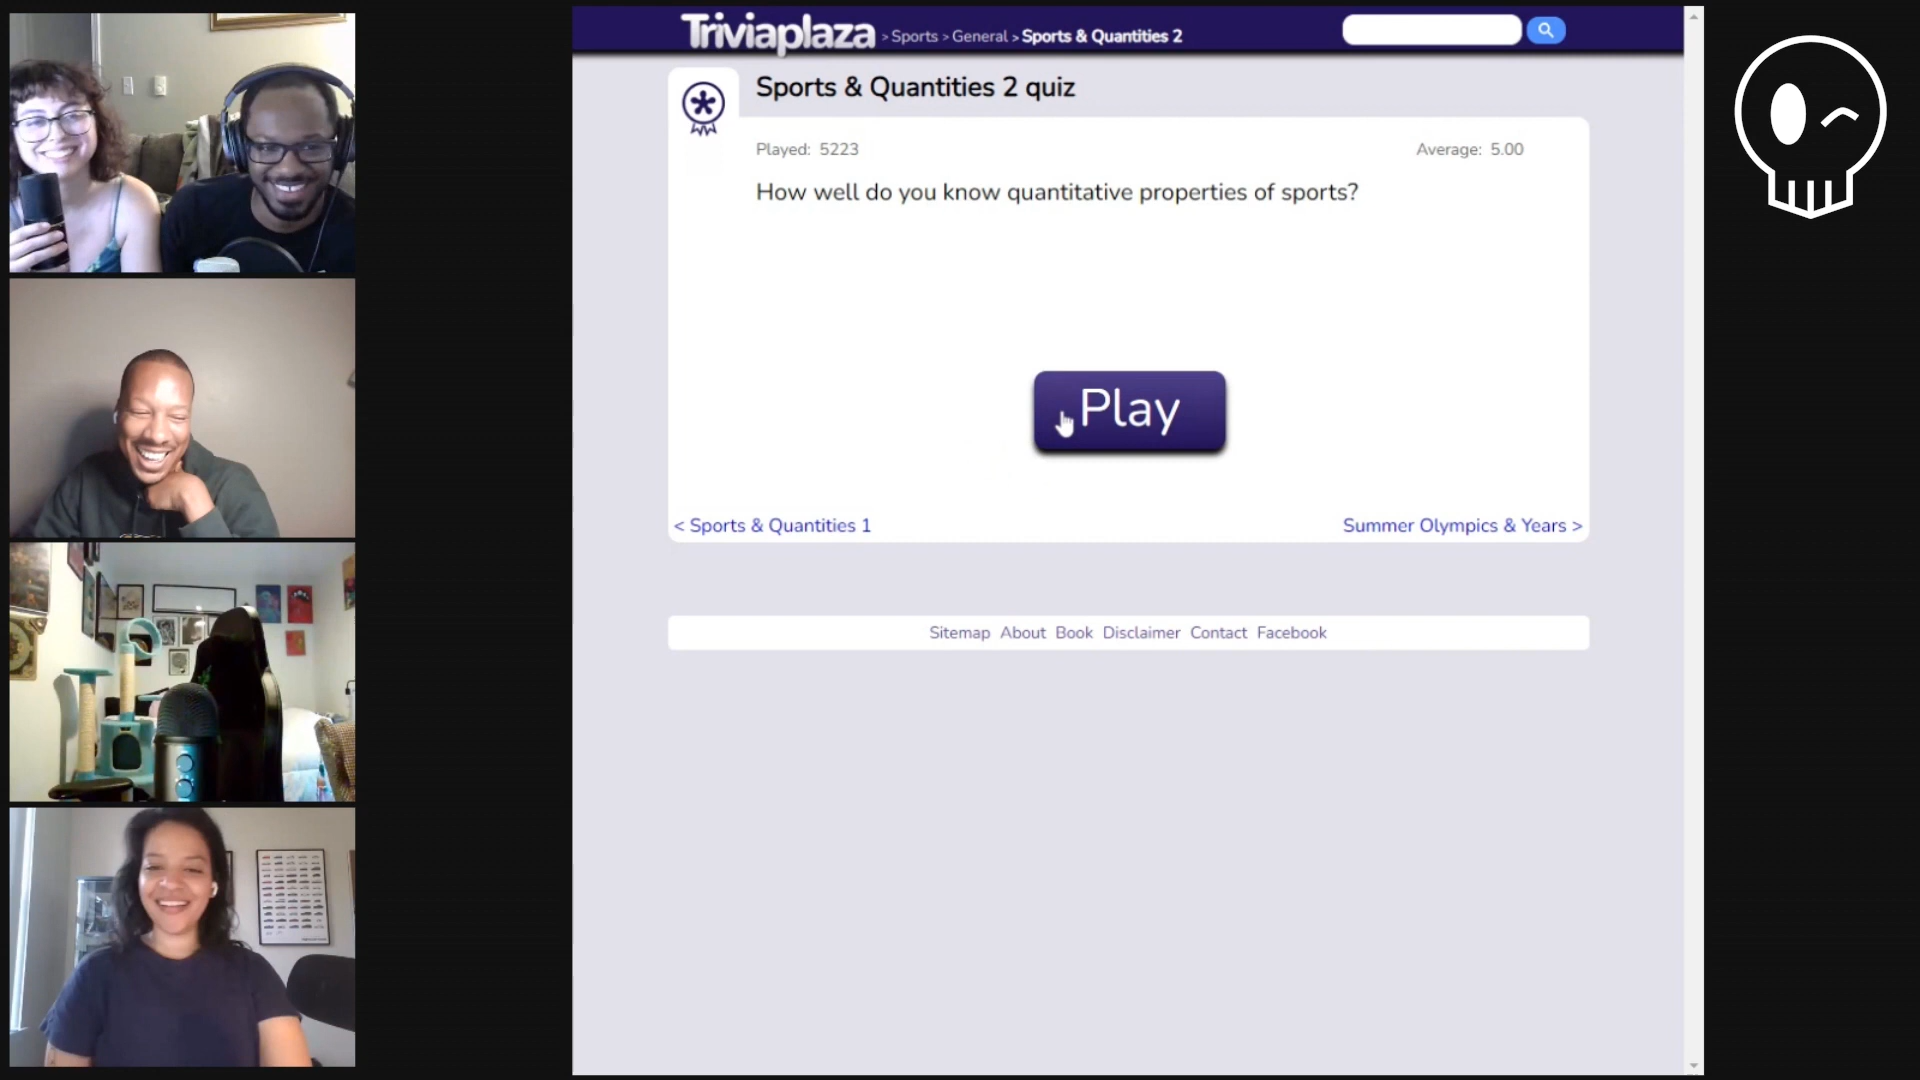 Triviaplaza > Sports > General > Sports & Quantities 2
Sports & Quantities 2 quiz
Played: 5223
Average: 5.00
How well do you know quantitative properties of sports?
Play
< Sports & Quantities 1
Summer Olympics & Years >
Sitemap About Book Disclaimer Contact Facebook